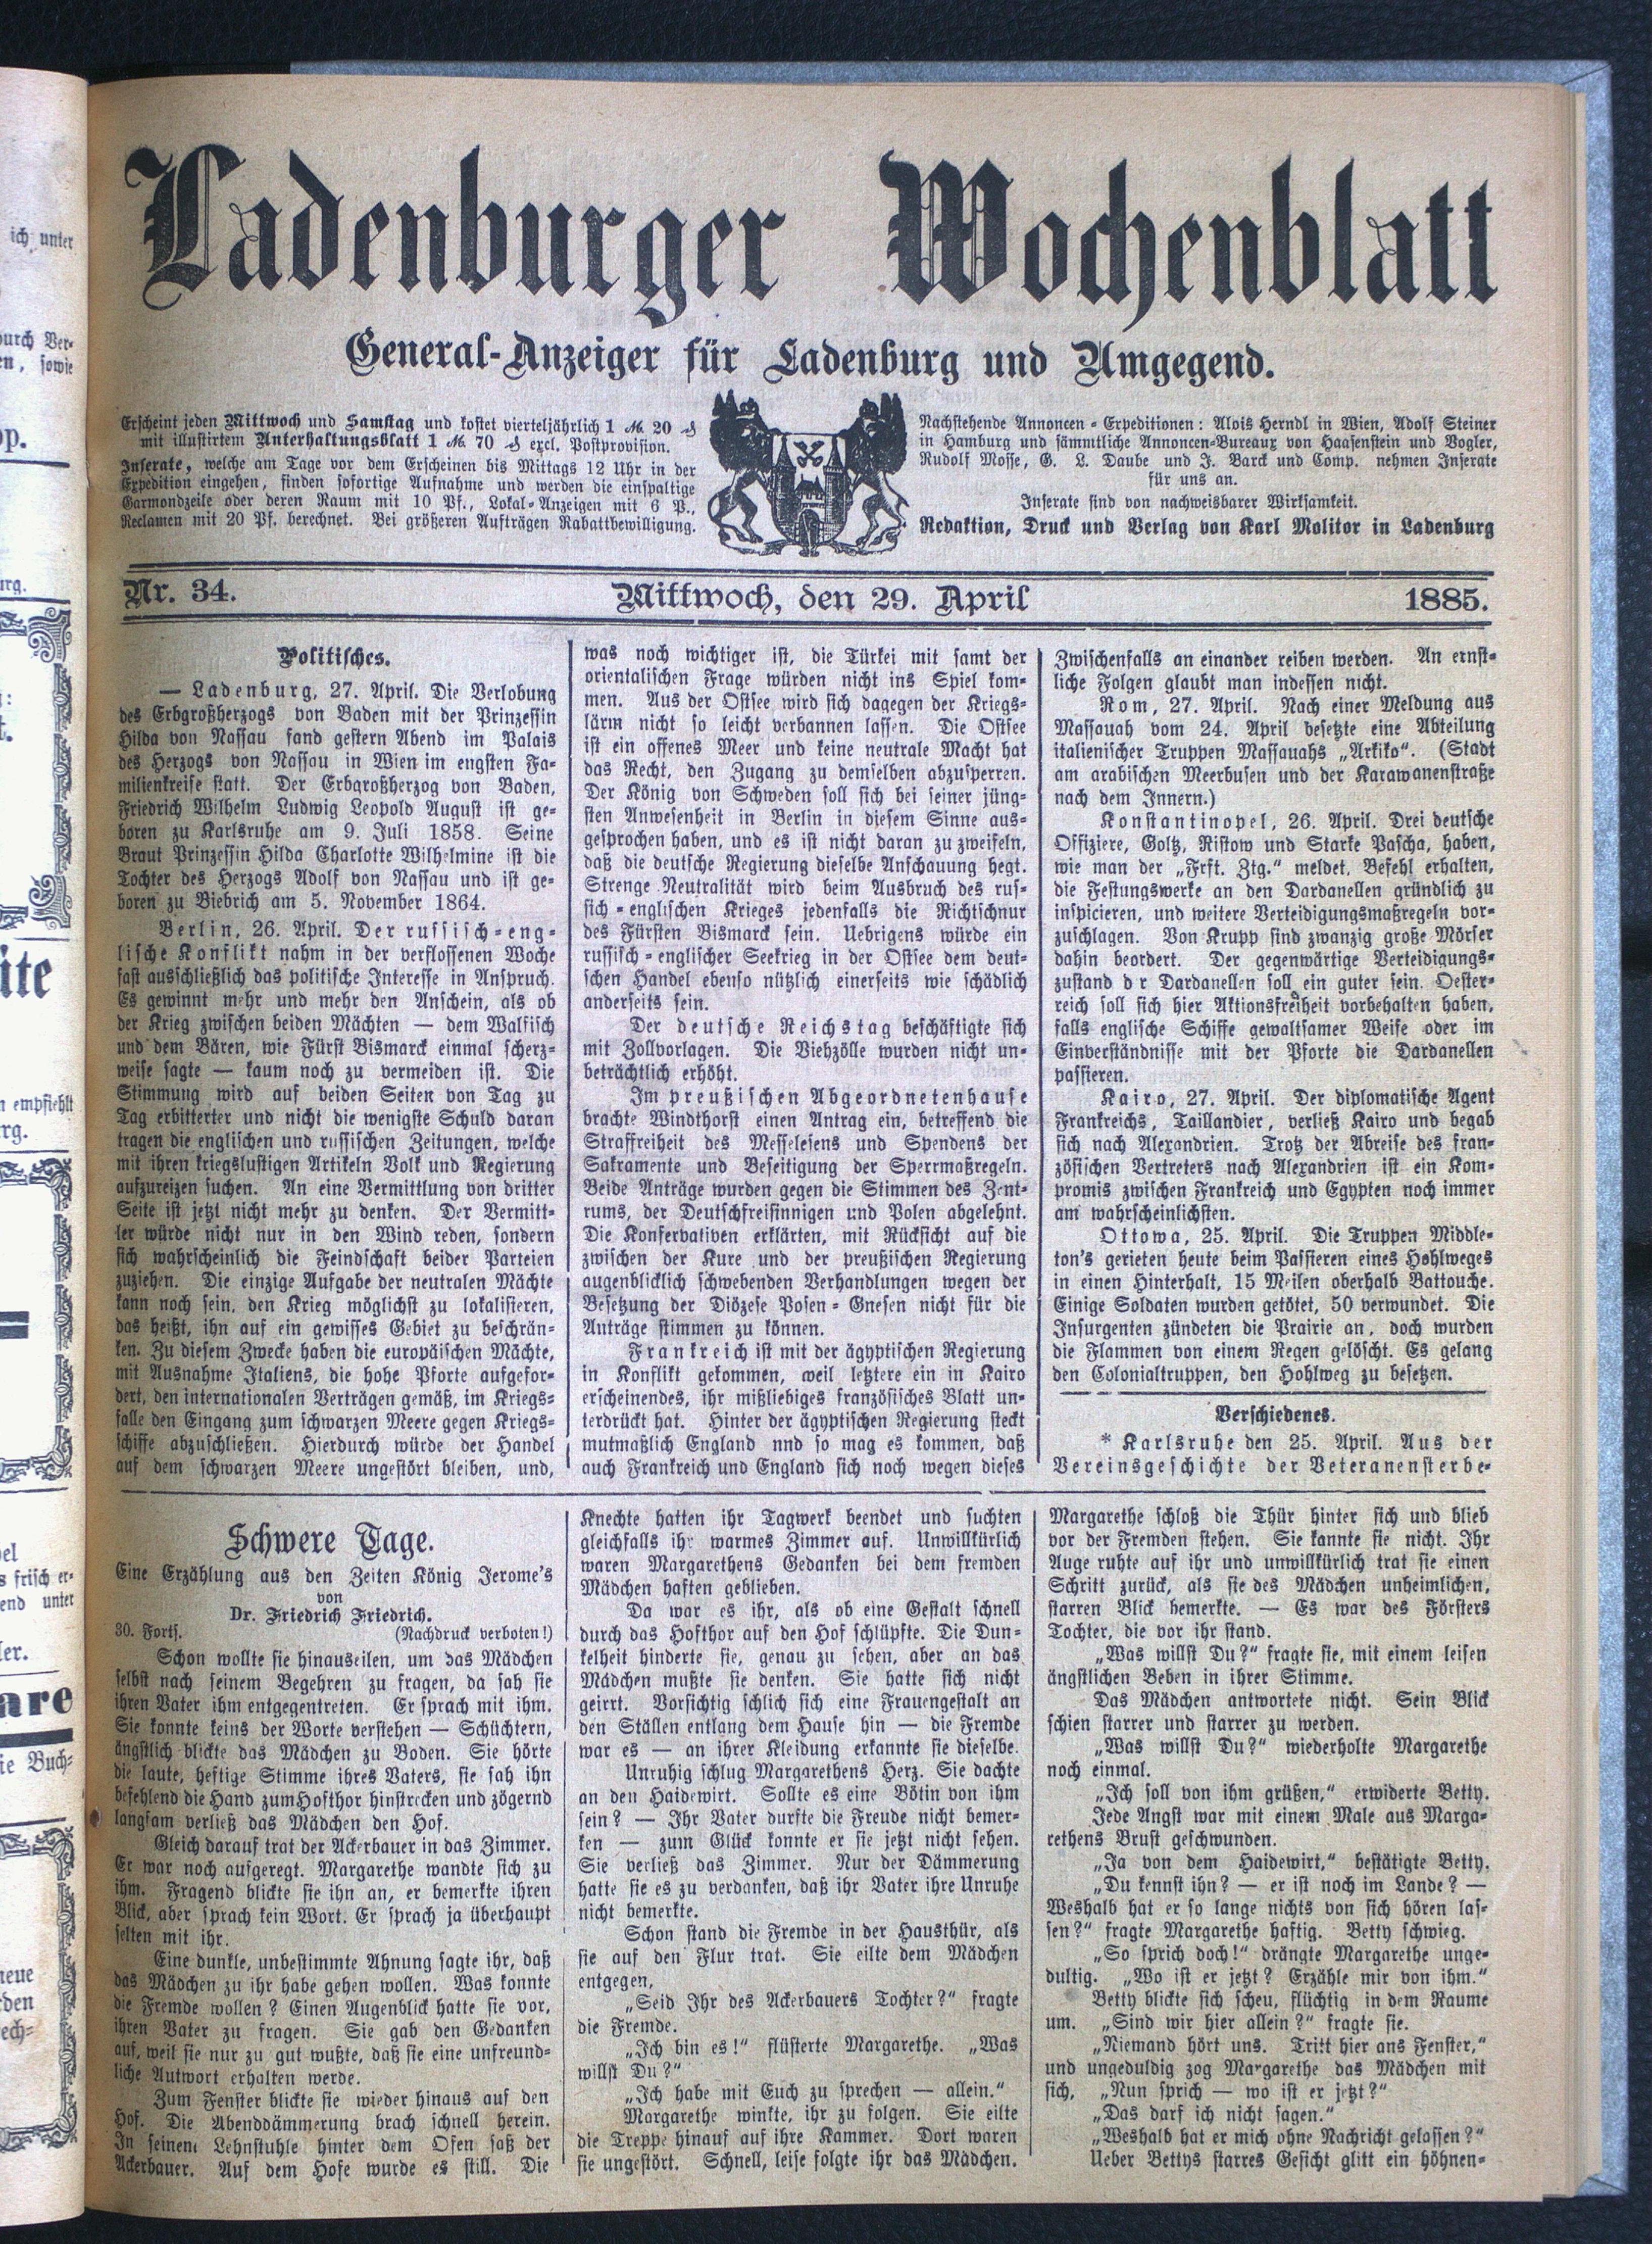 Ladenburger Wochenblatt
General-Anzeiger für Ladenburg und Umgegend.
Erscheint jeden Mittwoch und Samstag und kostet vierteljährlich 1 M. 20 ₰
mit illustirtem Unterhaltungsblatt 1 M. 70 ₰ excl. Postprovision.
Inserate, welche am Tage vor dem Erscheinen bis Mittags 12 Uhr in der
Expedition eingehen, finden sofortige Aufnahme und werden die einspaltige
Garmondzeile oder deren Raum mit 10 Pf., Lokal-Anzeigen mit 6 P.,
Reclamen mit 20 Pf. berechnet. Bei größeren Aufträgen Rabattbewilligung.
Nachstehende Annoncen-Expeditionen: Alois Herndl in Wien, Adolf Steiner
in Hamburg und sämmtliche Annoncen-Bureaux von Haasenstein und Vogler,
Rudolf Mosse, G. L. Daube und J. Barck und Comp. nehmen Inserate
für uns an.
Inserate sind von nachweisbarer Wirksamkeit.
Redaktion, Druck und Verlag von Karl Molitor in Ladenburg
Nr. 34.
Mittwoch, den 29. April
1885.
Politisches.
— Ladenburg, 27. April. Die Verlobung
des Erbgroßherzogs von Baden mit der Prinzessin
Hilda von Nassau fand gestern Abend im Palais
des Herzogs von Nassau in Wien im engsten Fa-
milienkreise statt. Der Erbgroßherzog von Baden,
Friedrich Wilhelm Ludwig Leopold August ist ge-
boren zu Karlsruhe am 9. Juli 1858. Seine
Braut Prinzessin Hilda Charlotte Wilhelmine ist die
Tochter des Herzogs Adolf von Nassau und ist ge-
boren zu Biebrich am 5. November 1864.
Berlin, 26. April. Der russisch-eng-
lische Konflikt nahm in der verflossenen Woche
fast ausschließlich das politische Interesse in Anspruch.
Es gewinnt mehr und mehr den Anschein, als ob
der Krieg zwischen beiden Mächten — dem Walfisch
und dem Bären, wie Fürst Bismarck einmal scherz-
weise sagte — kaum noch zu vermeiden ist. Die
Stimmung wird auf beiden Seiten von Tag zu
Tag erbitterter und nicht die wenigste Schuld daran
tragen die englischen und russischen Zeitungen, welche
mit ihren kriegslustigen Artikeln Volk und Regierung
aufzureizen suchen. An eine Vermittlung von dritter
Seite ist jetzt nicht mehr zu denken. Der Vermitt-
ler würde nicht nur in den Wind reden, sondern
sich wahrscheinlich die Feindschaft beider Parteien
zuziehen. Die einzige Aufgabe der neutralen Mächte
kann noch sein, den Krieg möglichst zu lokalisieren,
das heißt, ihn auf ein gewisses Gebiet zu beschrän-
ken. Zu diesem Zwecke haben die europäischen Mächte,
mit Ausnahme Italiens, die hohe Pforte aufgefor-
dert, den internationalen Verträgen gemäß, im Kriegs-
falle den Eingang zum schwarzen Meere gegen Kriegs-
schiffe abzuschließen. Hierdurch würde der Handel
auf dem schwarzen Meere ungestört bleiben, und,
was noch wichtiger ist, die Türkei mit samt der
orientalischen Frage würden nicht ins Spiel kom-
men. Aus der Ostsee wird sich dagegen der Kriegs-
lärm nicht so leicht verbannen lassen. Die Ostsee
ist ein offenes Meer und keine neutrale Macht hat
das Recht, den Zugang zu demselben abzusperren.
Der König von Schweden soll sich bei seiner jüng-
sten Anwesenheit in Berlin in diesem Sinne aus-
gesprochen haben, und es ist nicht daran zu zweifeln,
daß die deutsche Regierung dieselbe Anschauung hegt.
Strenge Neutralität wird beim Ausbruch des rus-
sich-englischen Krieges jedenfalls die Richtschnur
des Fürsten Bismarck sein. Uebrigens würde ein
russisch-englischer Seekrieg in der Ostsee dem deut-
schen Handel ebenso nützlich einerseits wie schädlich
anderseits sein.
Der deutsche Reichstag beschäftigte sich
mit Zollvorlagen. Die Viehzölle wurden nicht un-
beträchtlich erhöht.
Im preußischen Abgeordnetenhause
brachte Windthorst einen Antrag ein, betreffend die
Straffreiheit des Messelesens und Spendens der
Sakramente und Beseitigung der Sperrmaßregeln.
Beide Anträge wurden gegen die Stimmen des Zent-
rums, der Deutschfreisinnigen und Polen abgelehnt.
Die Konservativen erklärten, mit Rücksicht auf die
zwischen der Kure und der preußischen Regierung
augenblicklich schwebenden Verhandlungen wegen der
Besetzung der Diözese Posen-Gnesen nicht für die
Anträge stimmen zu können.
Frankreich ist mit der ägyptischen Regierung
in Konflikt gekommen, weil letztere ein in Kairo
erscheinendes, ihr mißliebiges französisches Blatt un-
terdrückt hat. Hinter der ägyptischen Regierung steckt
mutmaßlich England nnd so mag es kommen, daß
auch Frankreich und England sich noch wegen dieses
Zwischenfalls an einander reiben werden. An ernst-
liche Folgen glaubt man indessen nicht.
Rom, 27. April. Nach einer Meldung aus
Massauah vom 24. April besetzte eine Abteilung
italienischer Truppen Massauahs „Arkiko“. (Stadt
am arabischen Meerbusen und der Karawanenstraße
nach dem Innern.)
Konstantinopel, 26. April. Drei deutsche
Offiziere, Goltz, Ristow und Starke Pascha, haben,
wie man der „Frft. Ztg.“ meldet, Befehl erhalten,
die Festungswerke an den Dardanellen gründlich zu
inspicieren, und weitere Verteidigungsmaßregeln vor-
zuschlagen. Von Krupp sind zwanzig große Mörser
dahin beordert. Der gegenwärtige Verteidigungs-
zustand d r Dardanellen soll ein guter sein. Oester-
reich soll sich hier Aktionsfreiheit vorbehalten haben,
falls englische Schiffe gewaltsamer Weise oder im
Einverständnisse mit der Pforte die Dardanellen
passieren.
Kairo, 27. April. Der diplomatische Agent
Frankreichs, Taillandier, verließ Kairo und begab
sich nach Alexandrien. Trotz der Abreise des fran-
zösischen Vertreters nach Alexandrien ist ein Kom-
promis zwischen Frankreich und Egypten noch immer
am wahrscheinlichsten.
Ottowa, 25. April. Die Truppen Middle-
ton's gerieten heute beim Passieren eines Hohlweges
in einen Hinterhalt, 15 Meilen oberhalb Battouche.
Einige Soldaten wurden getötet, 50 verwundet. Die
Insurgenten zündeten die Prairie an, doch wurden
die Flammen von einem Regen gelöscht. Es gelang
den Colonialtruppen, den Hohlweg zu besetzen.
Verschiedenes.
* Karlsruhe den 25. April. Aus der
Vereinsgeschichte der Veteranensterbe-
Schwere Tage.
Eine Erzählung aus den Zeiten König Jerome's
von
Dr. Friedrich Friedrich.
30. Forts. (Nachdruck verboten!)
Schon wollte sie hinauseilen, um das Mädchen
selbst nach seinem Begehren zu fragen, da sah sie
ihren Vater ihm entgegentreten. Er sprach mit ihm.
Sie konnte keins der Worte verstehen — Schüchtern,
ängstlich blickte das Mädchen zu Boden. Sie hörte
die laute, heftige Stimme ihres Vaters, sie sah ihn
befehlend die Hand zum Hofthor hinstrecken und zögernd
langsam verließ das Mädchen den Hof.
Gleich darauf trat der Ackerbauer in das Zimmer.
Er war noch aufgeregt. Margarethe wandte sich zu
ihm. Fragend blickte sie ihn an, er bemerkte ihren
Blick, aber sprach kein Wort. Er sprach ja überhaupt
selten mit ihr.
Eine dunkle, unbestimmte Ahnung sagte ihr, daß
das Mädchen zu ihr habe gehen wollen. Was konnte
die Fremde wollen? Einen Augenblick hatte sie vor,
ihren Vater zu fragen. Sie gab den Gedanken
auf, weil sie nur zu gut wußte, daß sie eine unfreund-
liche Antwort erhalten werde.
Zum Fenster blickte sie wieder hinaus auf den
Hof. Die Abenddämmerung brach schnell herein.
In seinem Lehnstuhle hinter dem Ofen saß der
Ackerbauer. Auf dem Hofe wurde es still. Die
Knechte hatten ihr Tagwerk beendet und suchten
gleichfalls ihr warmes Zimmer auf. Unwillkürlich
waren Margarethens Gedanken bei dem fremden
Mädchen haften geblieben.
Da war es ihr, als ob eine Gestalt schnell
durch das Hofthor auf den Hof schlüpfte. Die Dun-
kelheit hinderte sie, genau zu sehen, aber an das
Mädchen mußte sie denken. Sie hatte sich nicht
geirrt. Vorsichtig schlich sich eine Frauengestalt an
den Ställen entlang dem Hause hin — die Fremde
war es — an ihrer Kleidung erkannte sie dieselbe.
Unruhig schlug Margarethens Herz. Sie dachte
an den Haidewirt. Sollte es eine Bötin von ihm
sein? — Ihr Vater durfte die Freude nicht bemer-
ken — zum Glück konnte er sie jetzt nicht sehen.
Sie verließ das Zimmer. Nur der Dämmerung
hatte sie es zu verdanken, daß ihr Vater ihre Unruhe
nicht bemerkte.
Schon stand die Fremde in der Hausthür, als
sie auf den Flur trat. Sie eilte dem Mädchen
entgegen,
„Seid Ihr des Ackerbauers Tochter?“ fragte
die Fremde.
„Ich bin es!“ flüsterte Margarethe. „Was
willst Du?“
„Ich habe mit Euch zu sprechen — allein.“
Margarethe winkte, ihr zu folgen. Sie eilte
die Treppe hinauf auf ihre Kammer. Dort waren
sie ungestört. Schnell, leise folgte ihr das Mädchen.
Margarethe schloß die Thür hinter sich und blieb
vor der Fremden stehen. Sie kannte sie nicht. Ihr
Auge ruhte auf ihr und unwillkürlich trat sie einen
Schritt zurück, als sie des Mädchen unheimlichen,
starren Blick bemerkte. — Es war des Försters
Tochter, die vor ihr stand.
„Was willst Du?“ fragte sie, mit einem leisen
ängstlichen Beben in ihrer Stimme.
Das Mädchen antwortete nicht. Sein Blick
schien starrer und starrer zu werden.
„Was willst Du?“ wiederholte Margarethe
noch einmal.
„Ich soll von ihm grüßen,“ erwiderte Betty.
Jede Angst war mit einem Male aus Marga-
rethens Brust geschwunden.
„Ja von dem Haidewirt,“ bestätigte Betty.
„Du kennst ihn? — er ist noch im Lande? —
Weshalb hat er so lange nichts von sich hören las-
sen?“ fragte Margarethe haftig. Betty schwieg.
„So sprich doch!“ drängte Margarethe unge-
dultig. „Wo ist er jetzt? Erzähle mir von ihm.“
Betty blickte sich scheu, flüchtig in dem Raume
um. „Sind wir hier allein?“ fragte sie.
„Niemand hört uns. Tritt hier ans Fenster,“
und ungeduldig zog Margarethe das Mädchen mit
sich, „Nun sprich — wo ist er jetzt?“
„Das darf ich nicht sagen.“
„Weshalb hat er mich ohne Nachricht gelassen?“
Ueber Bettys starres Gesicht glitt ein höhnen-